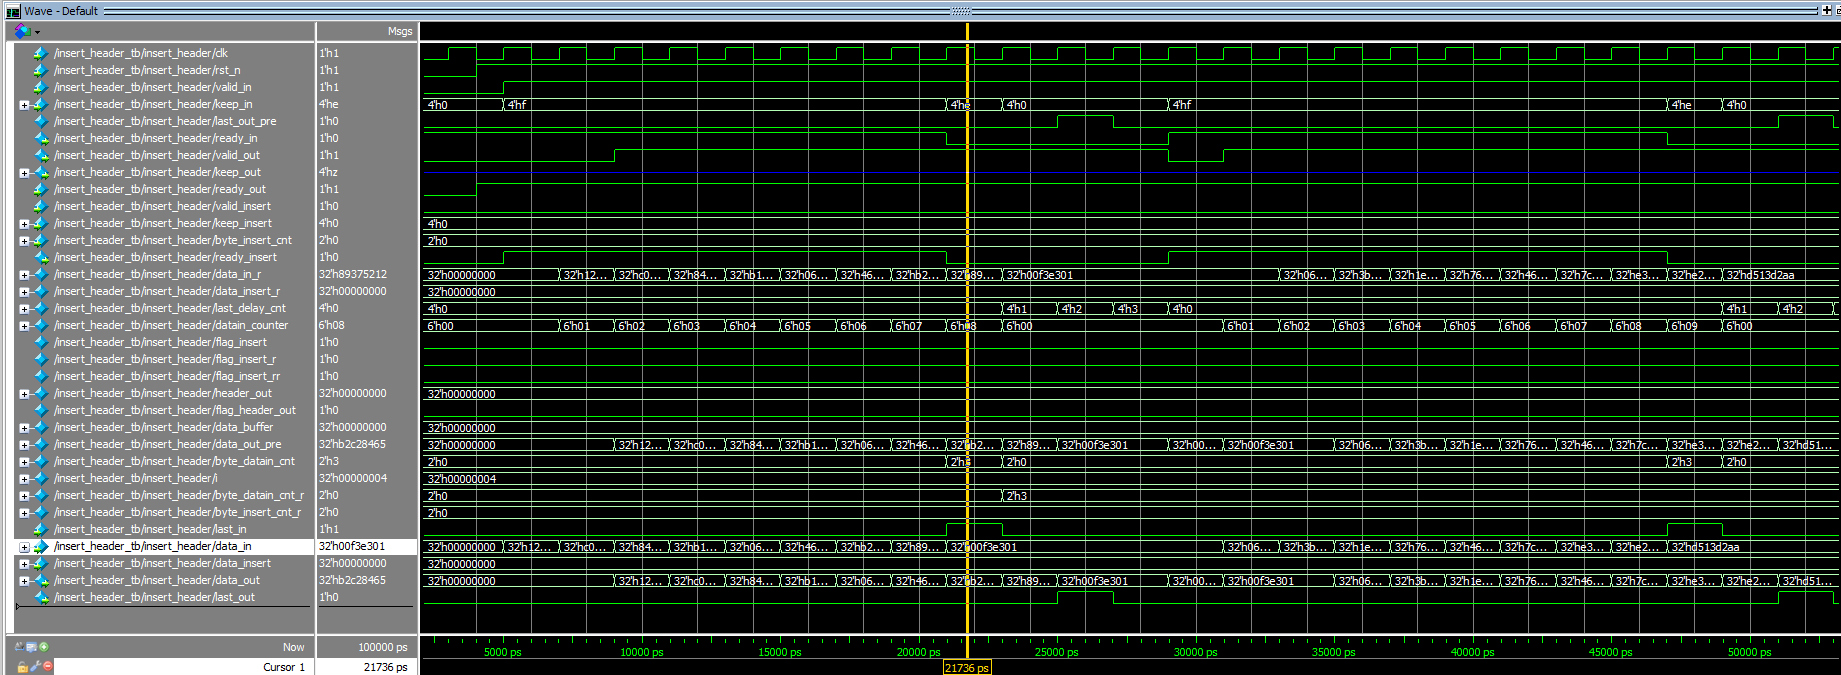 Wave - Default
Msgs
/insert_header_tb/insert_header/clk 1'h1
/insert_header_tb/insert_header/rst_n 1'h1
/insert_header_tb/insert_header/valid_in 1'h1
/insert_header_tb/insert_header/keep_in 4'he 4'h0 4'hf 4'he 4'h0 4'hf 4'he 4'h0
/insert_header_tb/insert_header/last_out_pre 1'h0
/insert_header_tb/insert_header/ready_in 1'h0
/insert_header_tb/insert_header/valid_out 1'h1
/insert_header_tb/insert_header/keep_out 4'hz
/insert_header_tb/insert_header/ready_out 1'h1
/insert_header_tb/insert_header/valid_insert 1'h0
/insert_header_tb/insert_header/keep_insert 4'h0 4'h0
/insert_header_tb/insert_header/byte_insert_cnt 2'h0 2'h0
/insert_header_tb/insert_header/ready_insert 1'h0
/insert_header_tb/insert_header/data_in_r 32'h89375212 32'h00000000 32'h12... 32'hc0... 32'h84... 32'hb1... 32'h06... 32'h46... 32'hb2... 32'h89... 32'h00f3e301 32'h06... 32'h3b... 32'h1e... 32'h76... 32'h46... 32'h7c... 32'he3... 32'he2... 32'hd513d2aa
/insert_header_tb/insert_header/data_insert_r 32'h00000000 32'h00000000
/insert_header_tb/insert_header/last_delay_cnt 4'h0 4'h0 4'h1 4'h2 4'h3 4'h0 4'h1 4'h2
/insert_header_tb/insert_header/datain_counter 6'h08 6'h00 6'h01 6'h02 6'h03 6'h04 6'h05 6'h06 6'h07 6'h08 6'h00 6'h01 6'h02 6'h03 6'h04 6'h05 6'h06 6'h07 6'h08 6'h09 6'h00
/insert_header_tb/insert_header/flag_insert 1'h0
/insert_header_tb/insert_header/flag_insert_r 1'h0
/insert_header_tb/insert_header/flag_insert_rr 1'h0
/insert_header_tb/insert_header/header_out 32'h00000000 32'h00000000
/insert_header_tb/insert_header/flag_header_out 1'h0
/insert_header_tb/insert_header/data_buffer 32'h00000000 32'h00000000
/insert_header_tb/insert_header/data_out_pre 32'hb2c28465 32'h00000000 32'h12... 32'hc0... 32'h84... 32'hb1... 32'h06... 32'h46... 32'hb2... 32'h89... 32'h00f3e301 32'h00... 32'h00f3e301 32'h06... 32'h3b... 32'h1e... 32'h76... 32'h46... 32'h7c... 32'he3... 32'he2... 32'hd51...
/insert_header_tb/insert_header/byte_datain_cnt 2'h3 2'h0 2'h3 2'h0 2'h3 2'h0
/insert_header_tb/insert_header/i 32'h00000004 32'h00000004
/insert_header_tb/insert_header/byte_datain_cnt_r 2'h0 2'h0 2'h3
/insert_header_tb/insert_header/byte_insert_cnt_r 2'h0 2'h0
/insert_header_tb/insert_header/last_in 1'h1
/insert_header_tb/insert_header/data_in 32'h00f3e301 32'h00000000 32'h12... 32'hc0... 32'h84... 32'hb1... 32'h06... 32'h46... 32'hb2... 32'h89... 32'h00f3e301 32'h06... 32'h3b... 32'h1e... 32'h76... 32'h46... 32'h7c... 32'he3... 32'he2... 32'hd513d2aa
/insert_header_tb/insert_header/data_insert 32'h00000000 32'h00000000
/insert_header_tb/insert_header/data_out 32'hb2c28465 32'h00000000 32'h12... 32'hc0... 32'h84... 32'hb1... 32'h06... 32'h46... 32'hb2... 32'h89... 32'h00f3e301 32'h00... 32'h00f3e301 32'h06... 32'h3b... 32'h1e... 32'h76... 32'h46... 32'h7c... 32'he3... 32'he2... 32'hd51...
/insert_header_tb/insert_header/last_out 1'h0
Now 100000 ps 5000 ps 10000 ps 15000 ps 20000 ps 25000 ps 30000 ps 35000 ps 40000 ps 45000 ps 50000 ps
Cursor 1 21736 ps 21736 ps